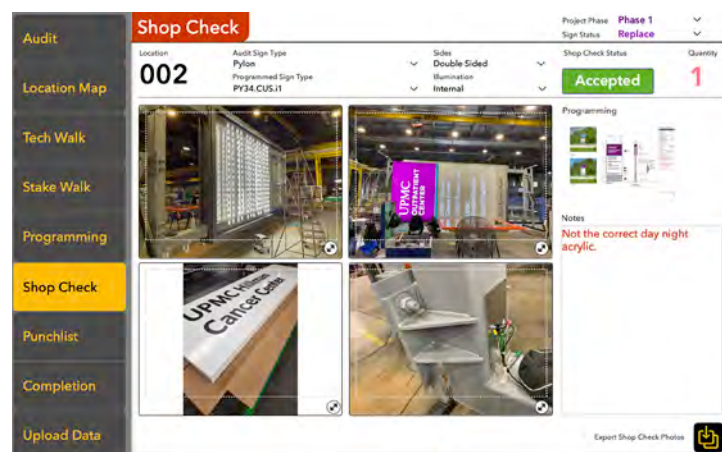 Audit
Location Map
Tech Walk
Stake Walk
Programming
Shop Check
Punchlist
Completion
Upload Data
Shop Check
Project Phase Phase 1
Sign Status Replace
Location
002
Audit Sign Type
Pylon
Programmed Sign Type
PY34.CUS.i1
Sides
Double Sided
Illumination
Internal
Shop Check Status
Accepted
Quantity
1
UPMC
OUTPATIENT
CENTER
UPMC Hillman
Cancer Center
Programming
Notes
Not the correct day night
acrylic.
Export Shop Check Photos